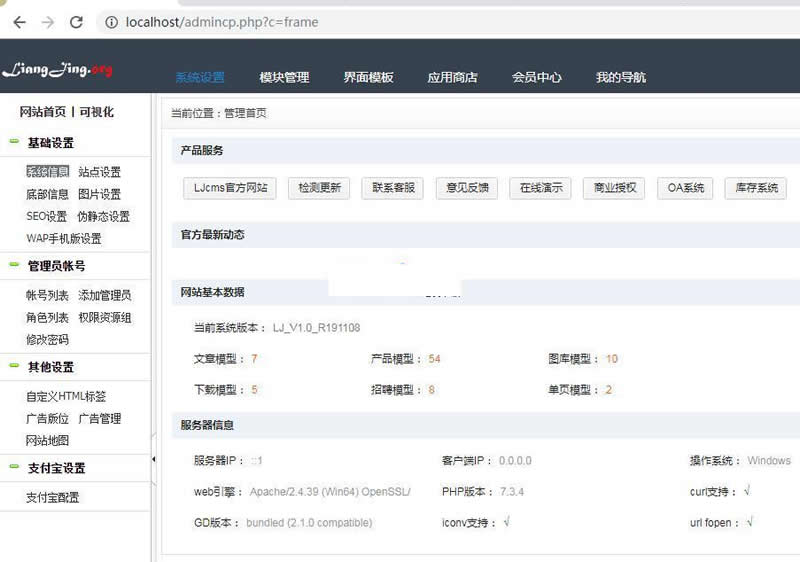 localhost/admincp.php?c=frame
LiangJing.org
系统设置 模块管理 界面模板 应用商店 会员中心 我的导航
网站首页 | 可视化
当前位置：管理首页
基础设置
系统信息 站点设置
底部信息 图片设置
SEO设置 伪静态设置
WAP手机版设置
管理员帐号
帐号列表 添加管理员
角色列表 权限资源组
修改密码
其他设置
自定义HTML标签
广告版位 广告管理
网站地图
支付宝设置
支付宝配置
产品服务
LJcms官方网站 检测更新 联系客服 意见反馈 在线演示 商业授权 OA系统 库存系统
官方最新动态
网站基本数据
当前系统版本： LJ_V1.0_R191108
文章模型： 7 产品模型： 54 图库模型： 10
下载模型： 5 招聘模型： 8 单页模型： 2
服务器信息
服务器IP： ::1 客户端IP： 0.0.0.0 操作系统： Windows
web引擎： Apache/2.4.39 (Win64) OpenSSL/ PHP版本： 7.3.4 curl支持： √
GD版本： bundled (2.1.0 compatible) iconv支持： √ url fopen： √